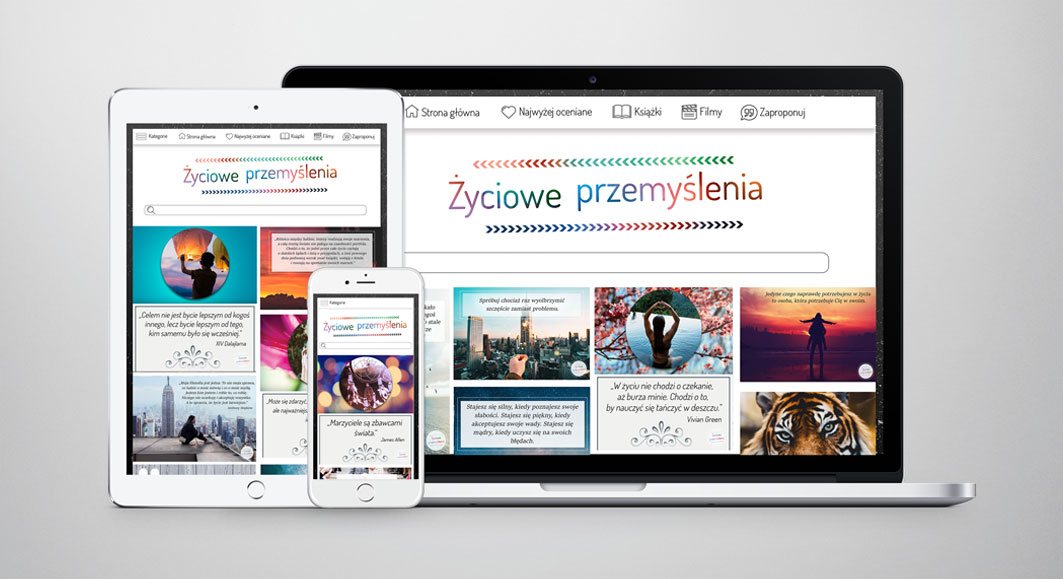 Kategorie Strona główna Najwyżej oceniane Książki Filmy Zaproponuj
Życiowe przemyślenia
„Celem nie jest bycie lepszym od kogoś
innego, lecz bycie lepszym od tego,
kim samemu było się wcześniej.”
XIV Dalajlama
„Może się zdarzyć,
ale najważniej
Kategorie
Życiowe przemyślenia
„Marzyciele są zbawcami
świata.”
James Allen
Strona główna Najwyżej oceniane Książki Filmy Zaproponuj
Życiowe przemyślenia
Spróbuj chociaż raz wyolbrzymić
szczęście zamiast problemu.
Jedyne czego naprawdę potrzebujesz w życiu
to osoba, która potrzebuje Cię w swoim.
Stajesz się silny, kiedy poznajesz swoje
słabości. Stajesz się piękny, kiedy
akceptujesz swoje wady. Stajesz się
mądry, kiedy uczysz się na swoich
błędach.
„W życiu nie chodzi o czekanie,
aż burza minie. Chodzi o to,
by nauczyć się tańczyć w deszczu.”
Vivian Green